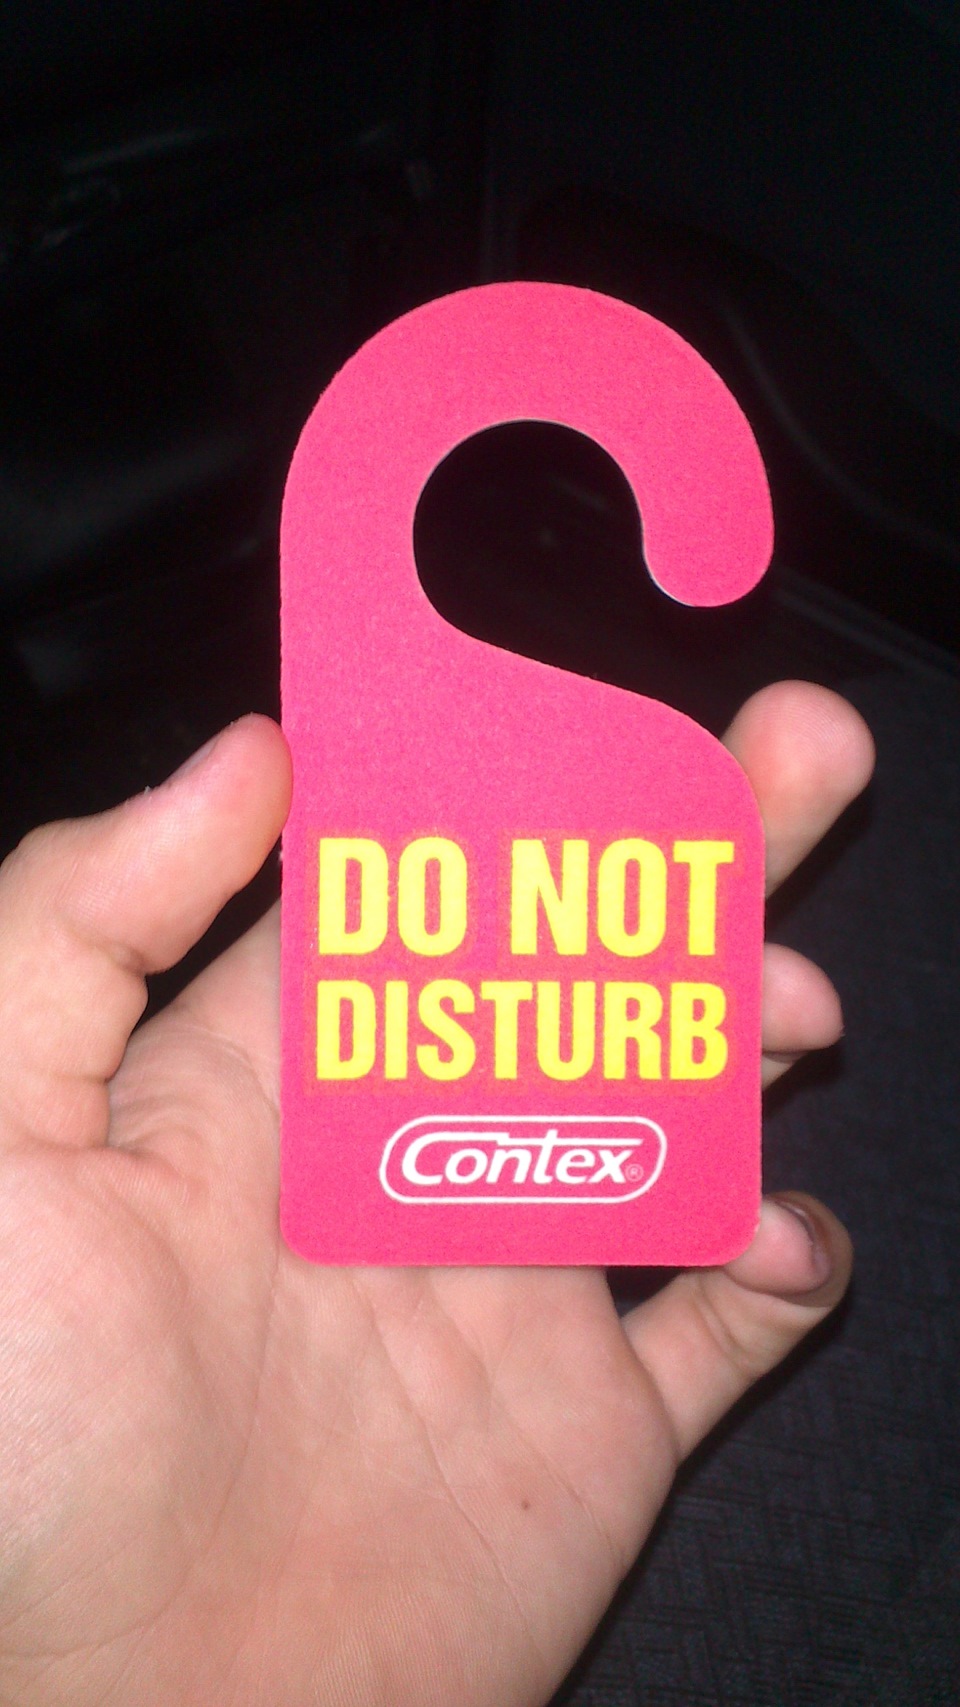 DO NOT
DISTURB
Contex®